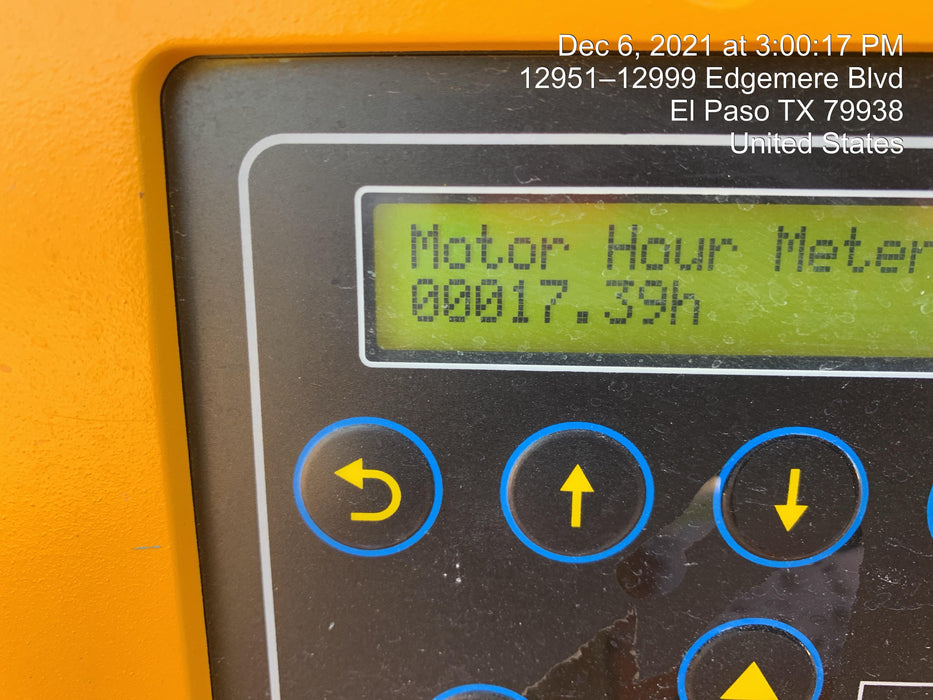 Dec 6, 2021 at 3:00:17 PM
12951–12999 Edgemere Blvd
El Paso TX 79938
United States
Motor Hour Meter
00017.39h